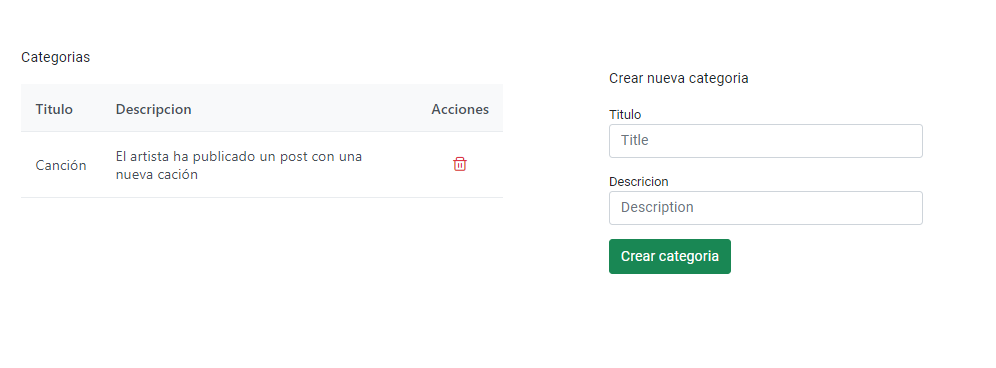 Categorias
Titulo Descripcion Acciones
Canción El artista ha publicado un post con una
nueva cación
Crear nueva categoria
Titulo
Title
Descricion
Description
Crear categoria